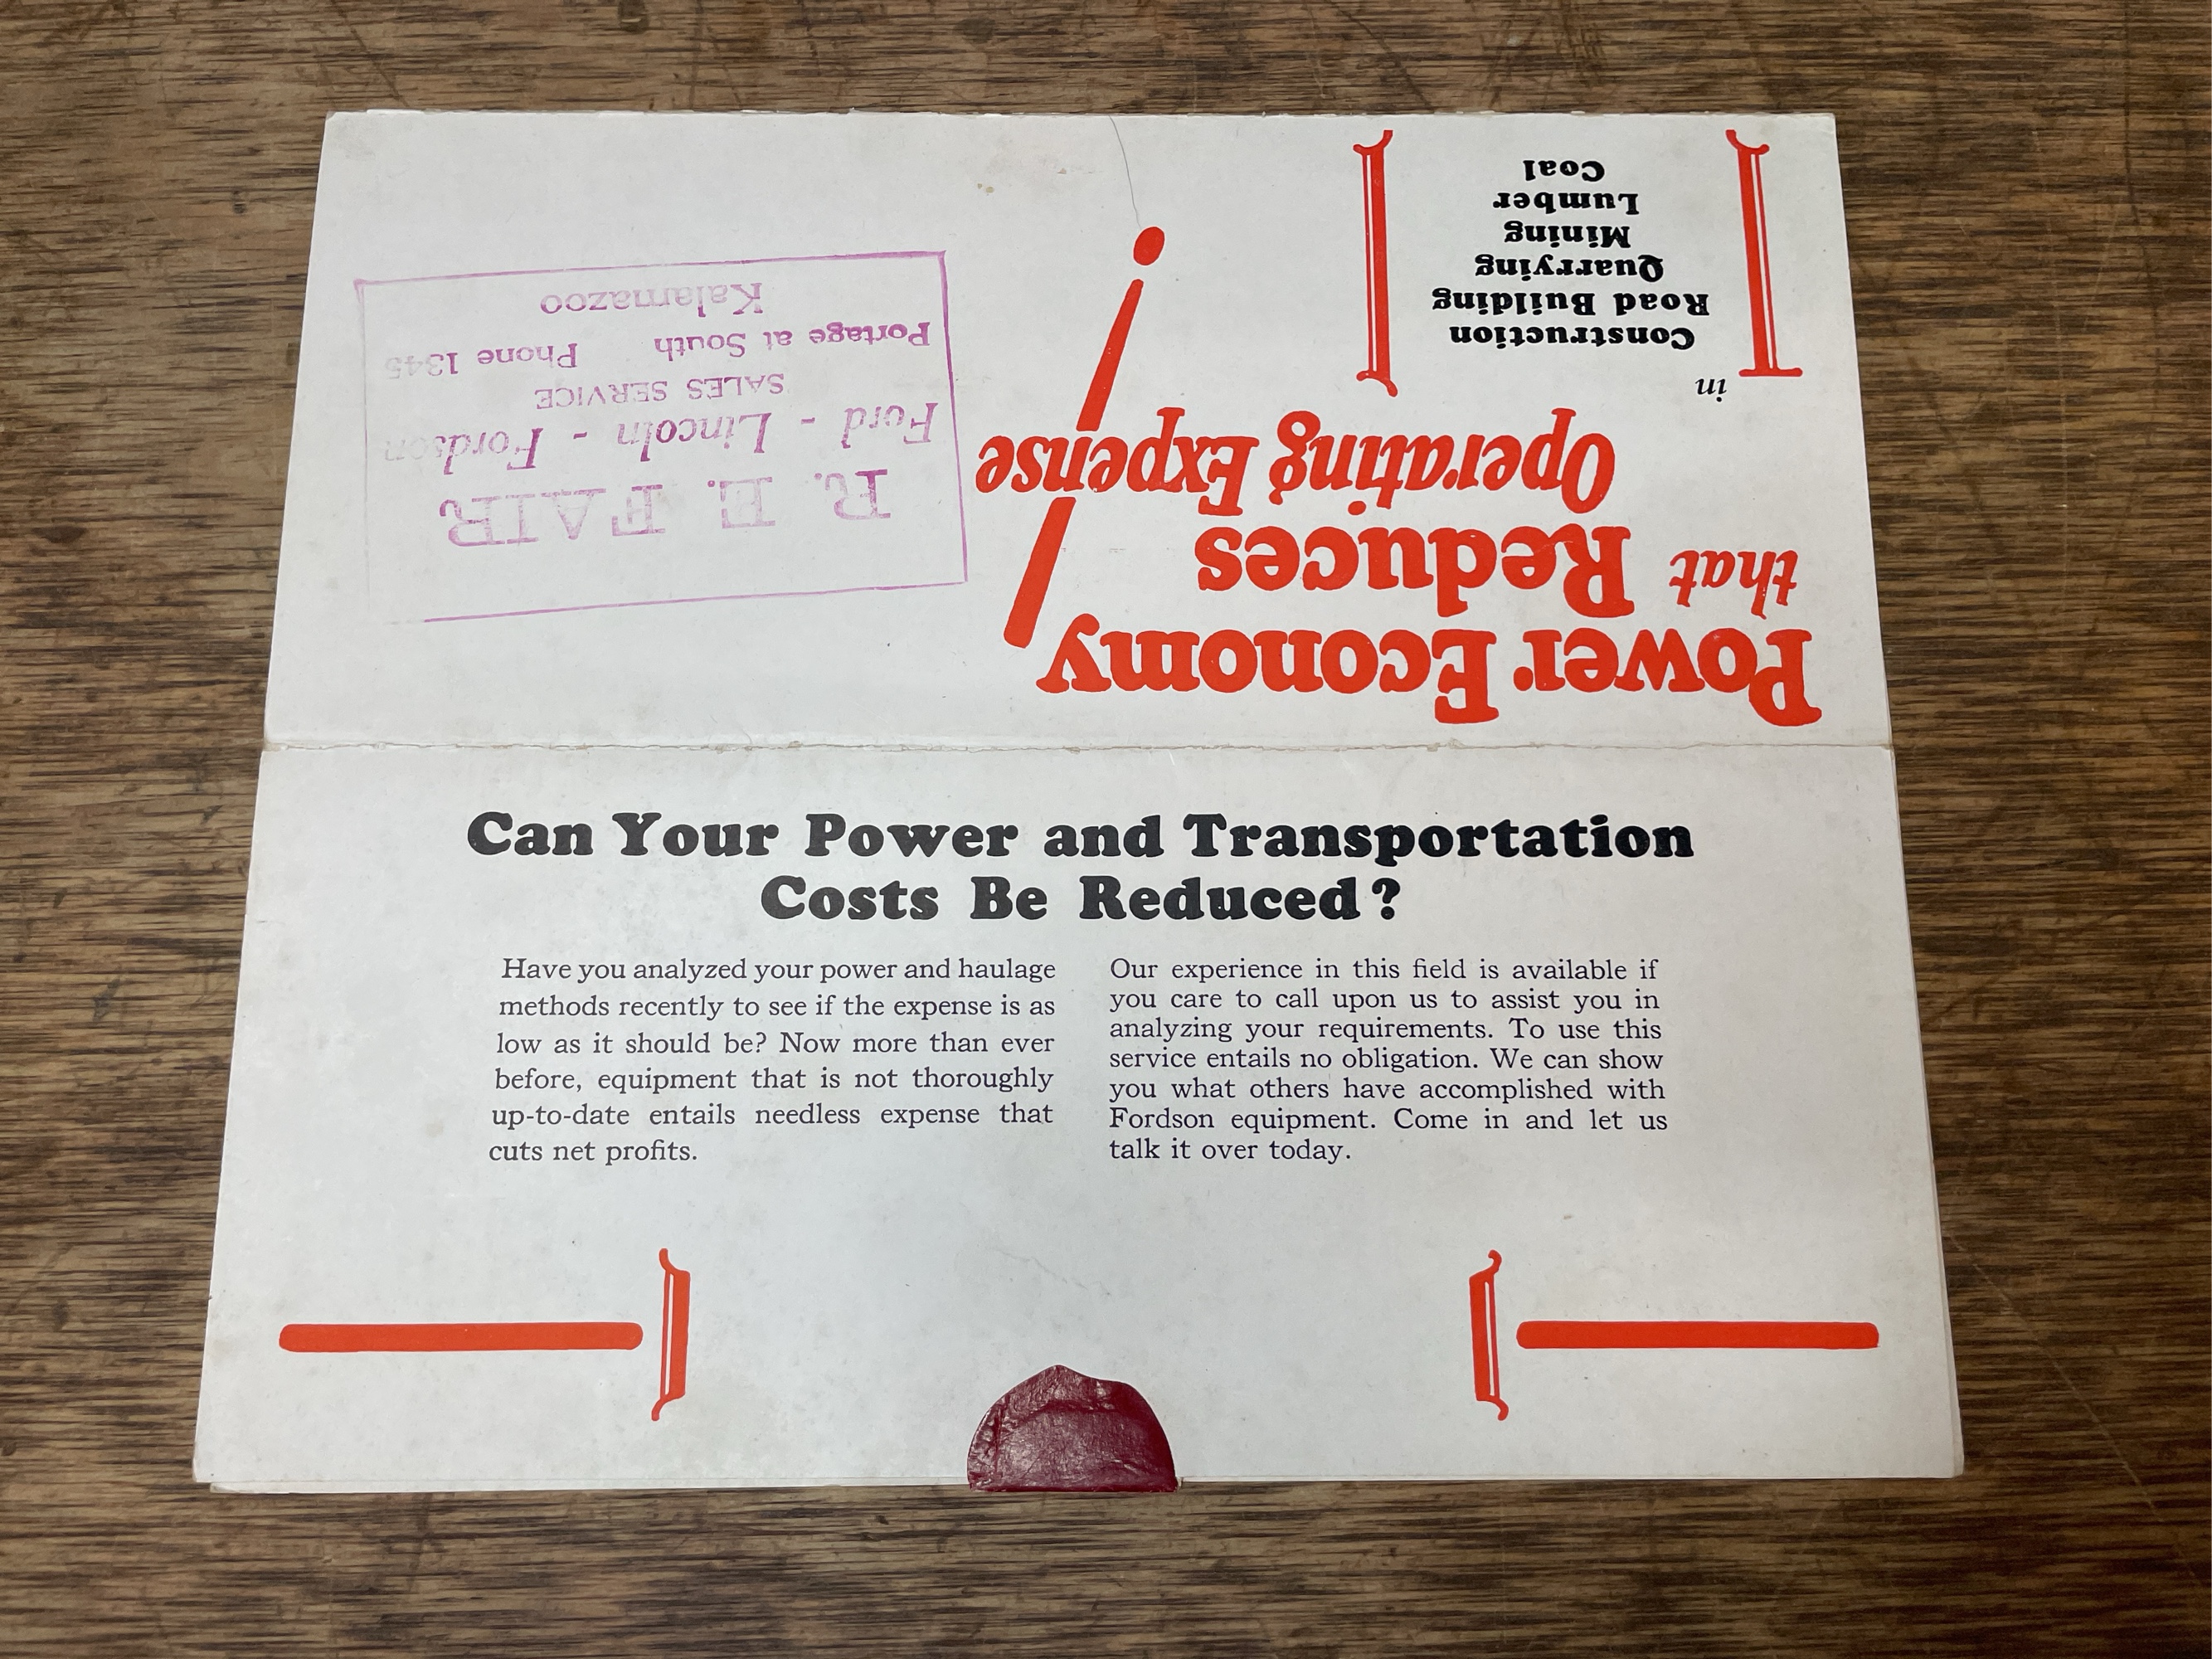 Power Economy
that Reduces
Operating Expense!
in
Construction
Road Building
Quarrying
Mining
Lumber
Coal
R. E. FAIR
Ford - Lincoln - Fordson
SALES SERVICE
Portage at South Phone 1345
Kalamazoo
Can Your Power and Transportation
Costs Be Reduced?
Have you analyzed your power and haulage
methods recently to see if the expense is as
low as it should be? Now more than ever
before, equipment that is not thoroughly
up-to-date entails needless expense that
cuts net profits.
Our experience in this field is available if
you care to call upon us to assist you in
analyzing your requirements. To use this
service entails no obligation. We can show
you what others have accomplished with
Fordson equipment. Come in and let us
talk it over today.